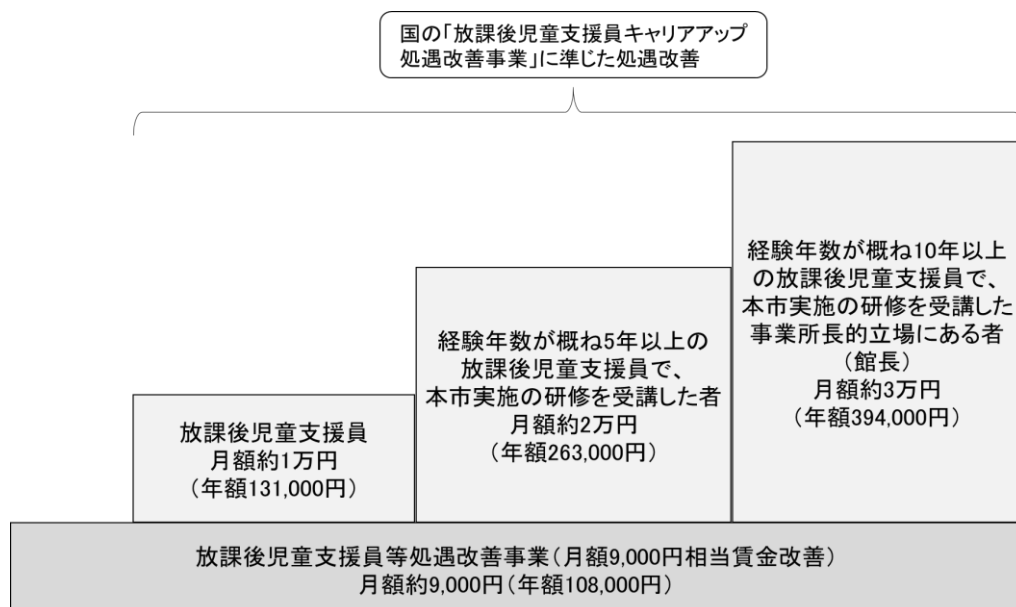 国の「放課後児童支援員キャリアアップ
処遇改善事業」に準じた処遇改善
経験年数が概ね10年以上
の放課後児童支援員で、
本市実施の研修を受講した
事業所長的立場にある者
（館長）
月額約3万円
（年額394,000円）
経験年数が概ね5年以上の
放課後児童支援員で、
本市実施の研修を受講した者
月額約2万円
（年額263,000円）
放課後児童支援員
月額約1万円
（年額131,000円）
放課後児童支援員等処遇改善事業（月額9,000円相当賃金改善）
月額約9,000円（年額108,000円）